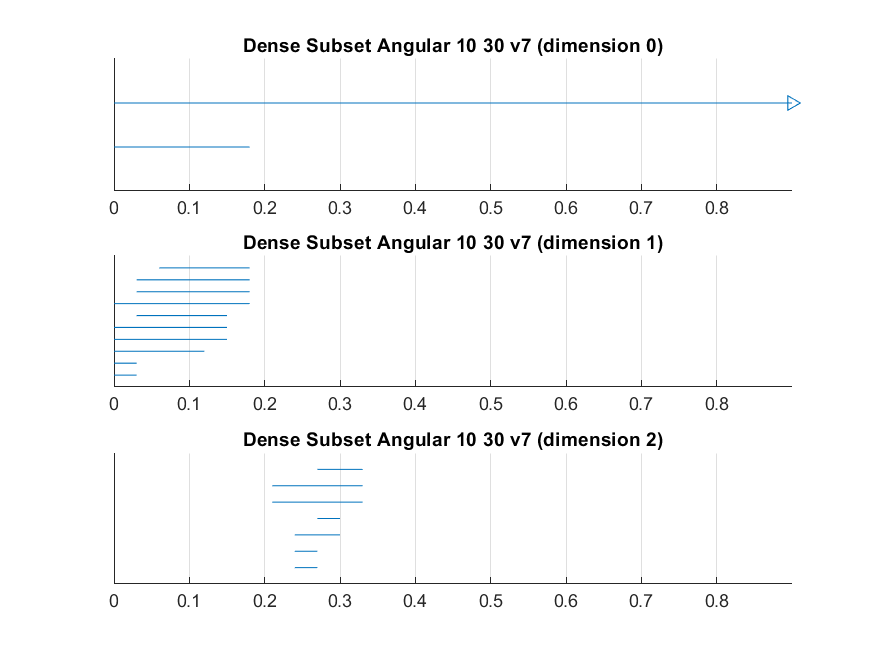 Dense Subset Angular 10 30 v7 (dimension 0)
0 0.1 0.2 0.3 0.4 0.5 0.6 0.7 0.8
Dense Subset Angular 10 30 v7 (dimension 1)
0 0.1 0.2 0.3 0.4 0.5 0.6 0.7 0.8
Dense Subset Angular 10 30 v7 (dimension 2)
0 0.1 0.2 0.3 0.4 0.5 0.6 0.7 0.8